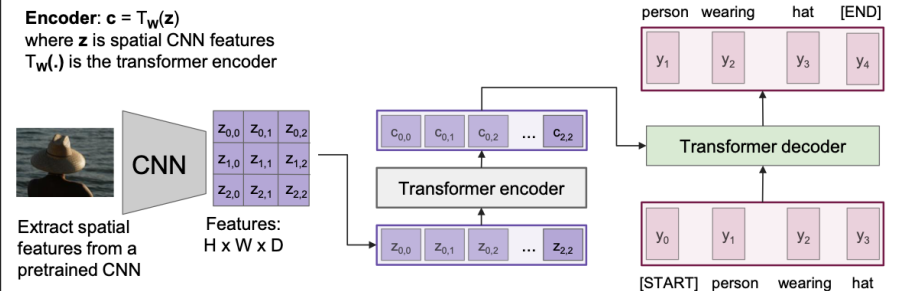 Encoder: c = T_W(z)
where z is spatial CNN features
T_W(.) is the transformer encoder
person wearing hat [END]
y₁ y₂ y₃ y₄
CNN
z₀,₀ z₀,₁ z₀,₂
z₁,₀ z₁,₁ z₁,₂
z₂,₀ z₂,₁ z₂,₂
Extract spatial
features from a
pretrained CNN
Features:
H x W x D
c₀,₀ c₀,₁ c₀,₂ ... c₂,₂
Transformer encoder
z₀,₀ z₀,₁ z₀,₂ ... z₂,₂
Transformer decoder
y₀ y₁ y₂ y₃
[START] person wearing hat